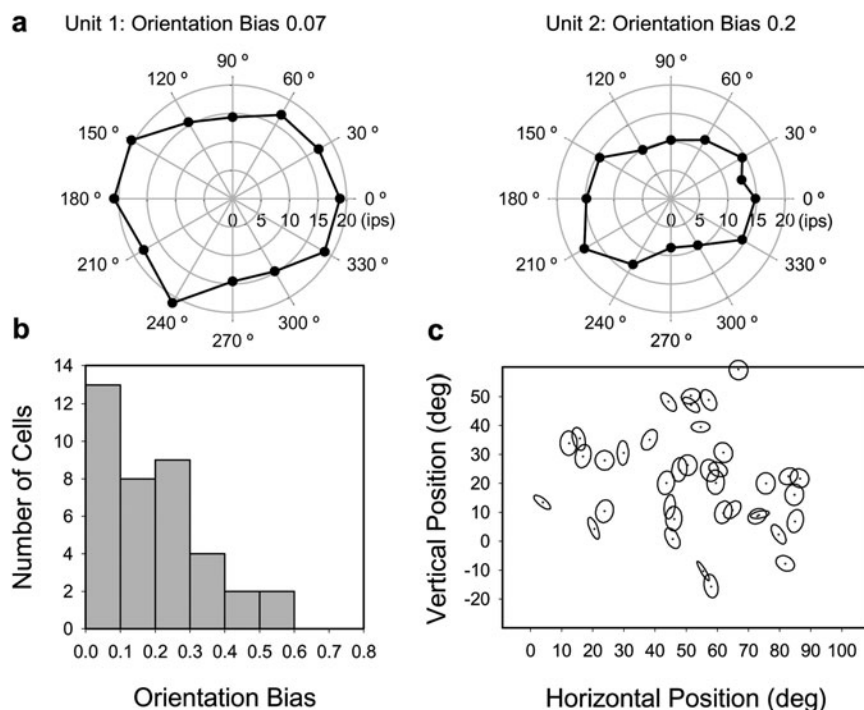 a
Unit 1: Orientation Bias 0.07
90 º
120 º
60 º
150 º
30 º
180 º
0 º
0 5 10 15 20 (ips)
210 º
330 º
240 º
300 º
270 º
Unit 2: Orientation Bias 0.2
90 º
120 º
60 º
150 º
30 º
180 º
0 º
0 5 10 15 20 (ips)
210 º
330 º
240 º
300 º
270 º
b
Number of Cells
14
12
10
8
6
4
2
0
0.0 0.1 0.2 0.3 0.4 0.5 0.6 0.7 0.8
Orientation Bias
c
Vertical Position (deg)
50
40
30
20
10
0
-10
-20
0 10 20 30 40 50 60 70 80 90 100
Horizontal Position (deg)